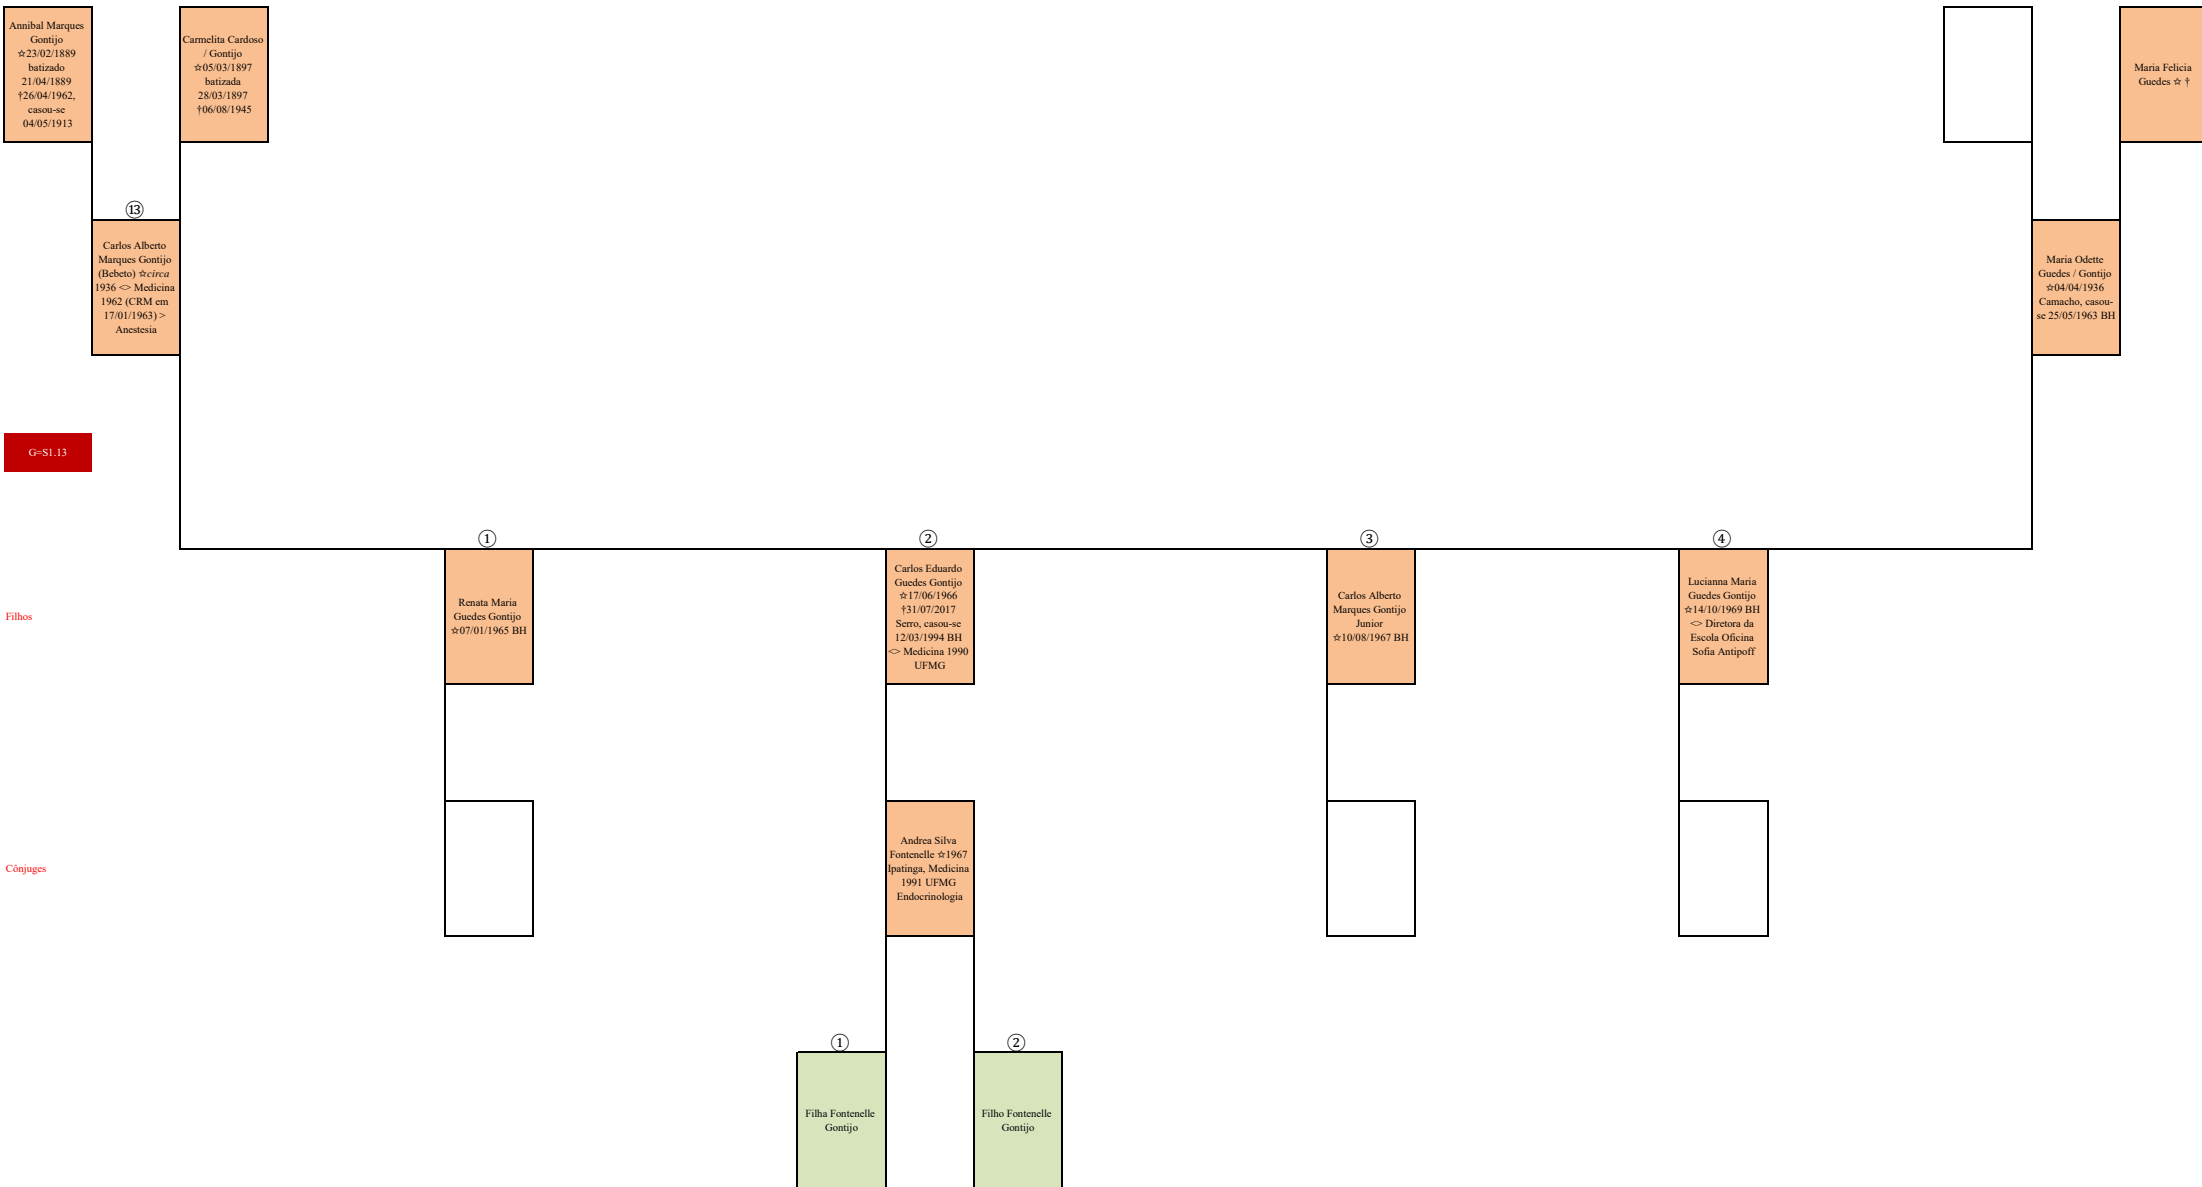 Annibal Marques
Gontijo
☆23/02/1889
batizado
21/04/1889
†26/04/1962,
casou-se
04/05/1913
Carmelita Cardoso
/ Gontijo
☆05/03/1897
batizada
28/03/1897
†06/08/1945
Maria Felicia
Guedes ☆ †
⑬
Carlos Alberto
Marques Gontijo
(Bebeto) ☆circa
1936 <> Medicina
1962 (CRM em
17/01/1963) >
Anestesia
Maria Odette
Guedes / Gontijo
☆04/04/1936
Camacho, casou-
se 25/05/1963 BH
G=S1.13
①
②
③
④
Filhos
Renata Maria
Guedes Gontijo
☆07/01/1965 BH
Carlos Eduardo
Guedes Gontijo
☆17/06/1966
†31/07/2017
Serro, casou-se
12/03/1994 BH
<> Medicina 1990
UFMG
Carlos Alberto
Marques Gontijo
Junior
☆10/08/1967 BH
Lucianna Maria
Guedes Gontijo
☆14/10/1969 BH
<> Diretora da
Escola Oficina
Sofia Antipoff
Cônjuges
Andrea Silva
Fontenelle ☆1967
Ipatinga, Medicina
1991 UFMG
Endocrinologia
①
②
Filha Fontenelle
Gontijo
Filho Fontenelle
Gontijo